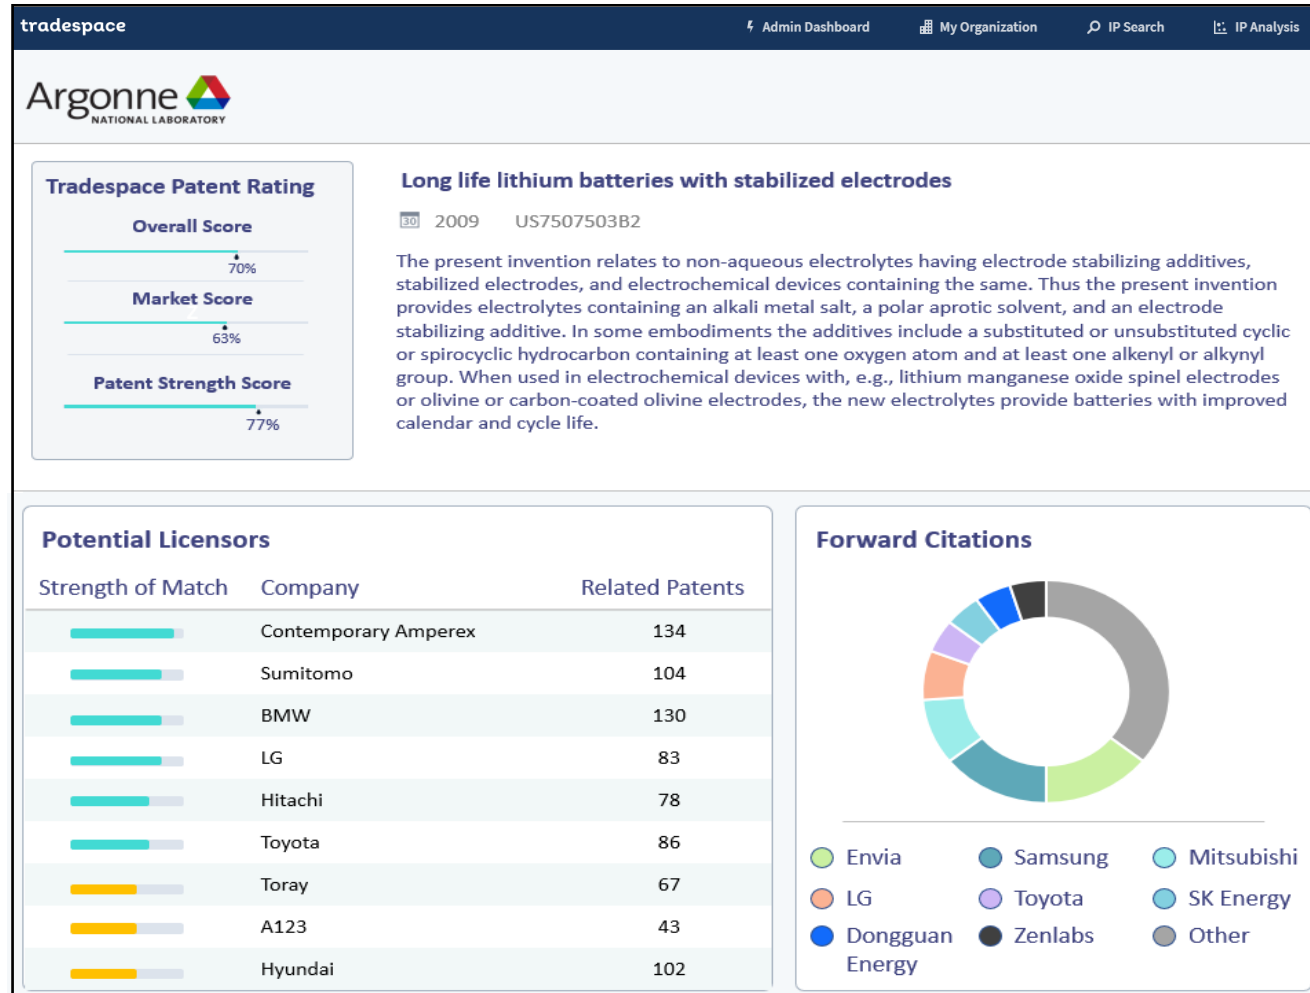 tradespace
Admin Dashboard
My Organization
IP Search
IP Analysis
Argonne
NATIONAL LABORATORY
Tradespace Patent Rating
Overall Score
70%
Market Score
63%
Patent Strength Score
77%
Long life lithium batteries with stabilized electrodes
30 2009 US7507503B2
The present invention relates to non-aqueous electrolytes having electrode stabilizing additives,
stabilized electrodes, and electrochemical devices containing the same. Thus the present invention
provides electrolytes containing an alkali metal salt, a polar aprotic solvent, and an electrode
stabilizing additive. In some embodiments the additives include a substituted or unsubstituted cyclic
or spirocyclic hydrocarbon containing at least one oxygen atom and at least one alkenyl or alkynyl
group. When used in electrochemical devices with, e.g., lithium manganese oxide spinel electrodes
or olivine or carbon-coated olivine electrodes, the new electrolytes provide batteries with improved
calendar and cycle life.
Potential Licensors
Strength of Match Company Related Patents
Contemporary Amperex 134
Sumitomo 104
BMW 130
LG 83
Hitachi 78
Toyota 86
Toray 67
A123 43
Hyundai 102
Forward Citations
Envia Samsung Mitsubishi
LG Toyota SK Energy
Dongguan Zenlabs Other
Energy